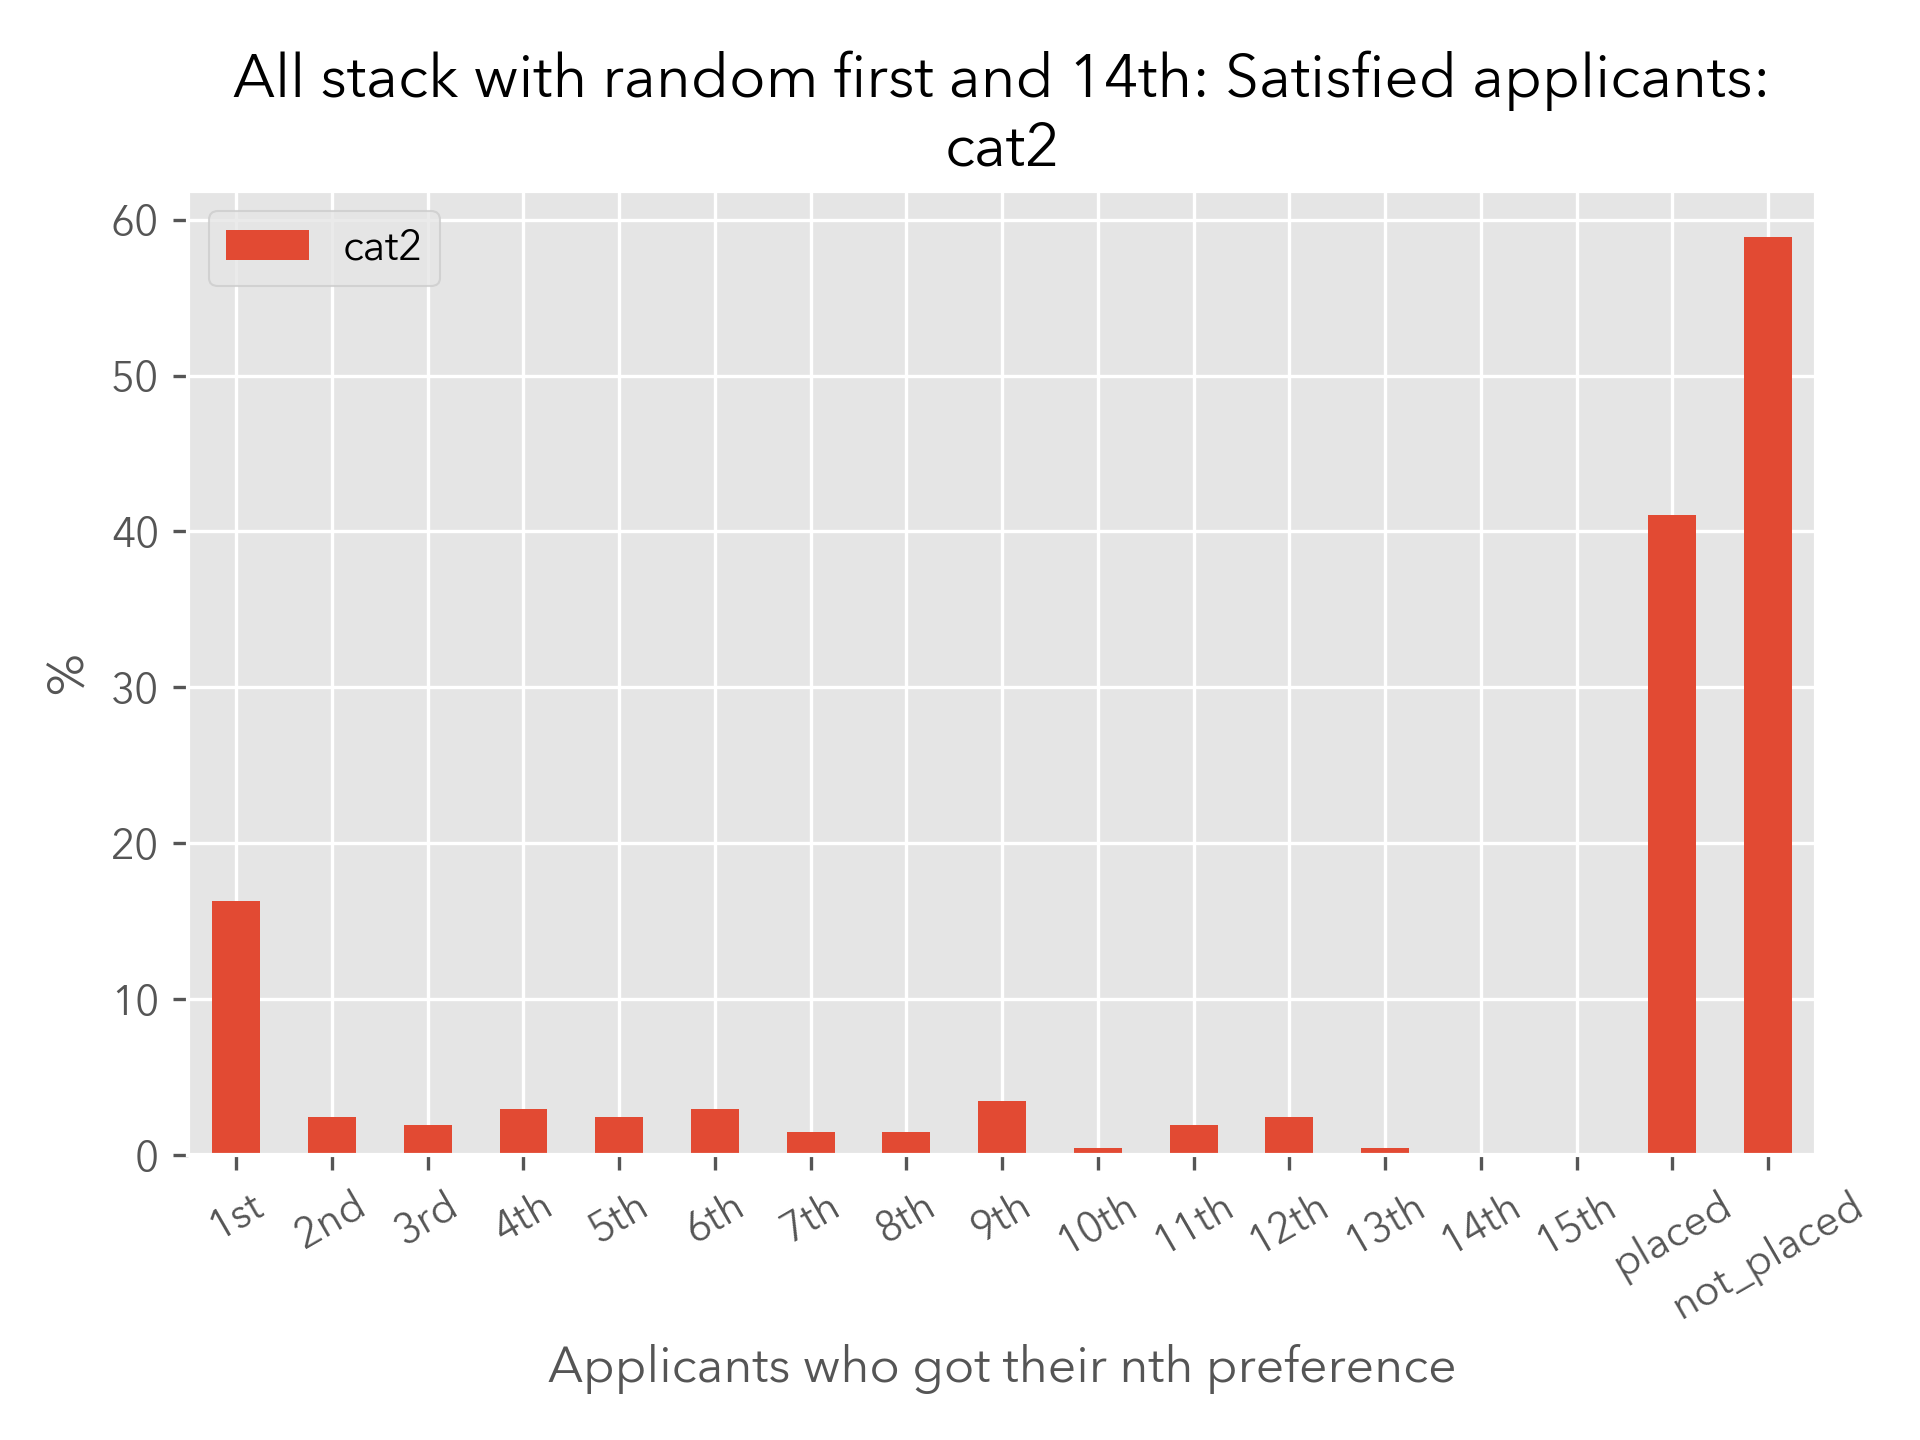 All stack with random first and 14th: Satisfied applicants:
cat2
60
cat2
50
40
30
20
10
0
%
1st 2nd 3rd 4th 5th 6th 7th 8th 9th 10th 11th 12th 13th 14th 15th placed not_placed
Applicants who got their nth preference